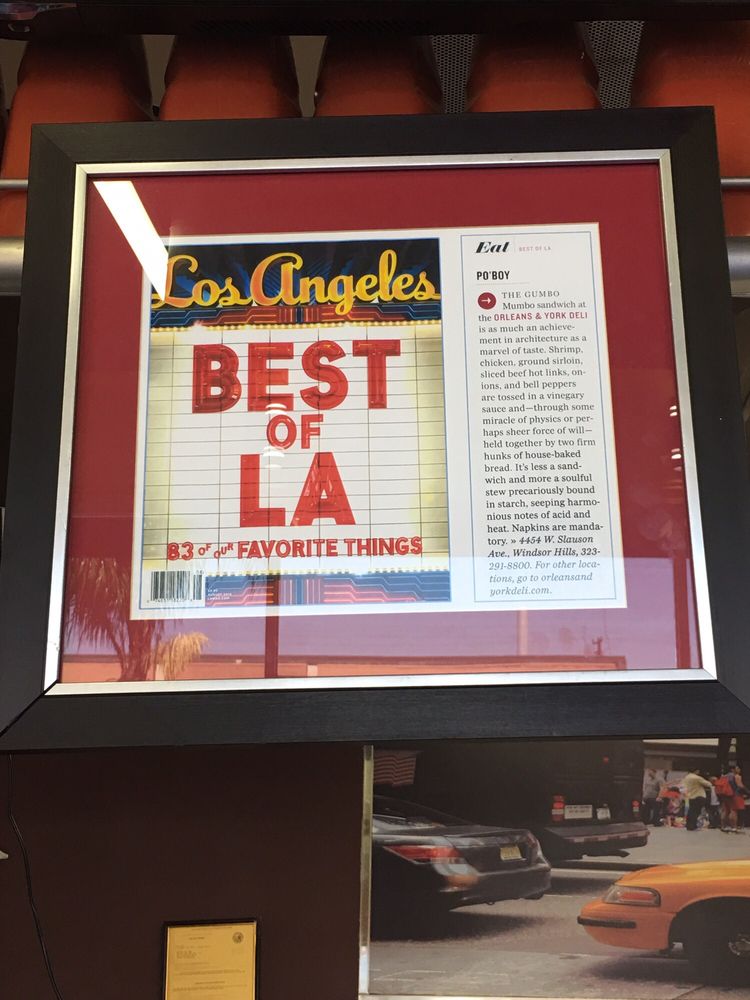 Los Angeles
BEST
OF
LA
83 OF OUR FAVORITE THINGS
Eat BEST OF LA
PO'BOY
THE GUMBO
Mumbo sandwich at
the ORLEANS & YORK DELI
is as much an achieve-
ment in architecture as a
marvel of taste. Shrimp,
chicken, ground sirloin,
sliced beef hot links, on-
ions, and bell peppers
are tossed in a vinegary
sauce and—through some
miracle of physics or per-
haps sheer force of will—
held together by two firm
hunks of house-baked
bread. It's less a sand-
wich and more a soulful
stew precariously bound
in starch, seeping harmo-
nious notes of acid and
heat. Napkins are manda-
tory. » 4454 W. Slauson
Ave., Windsor Hills, 323-
291-8800. For other loca-
tions, go to orleansand
yorkdeli.com.